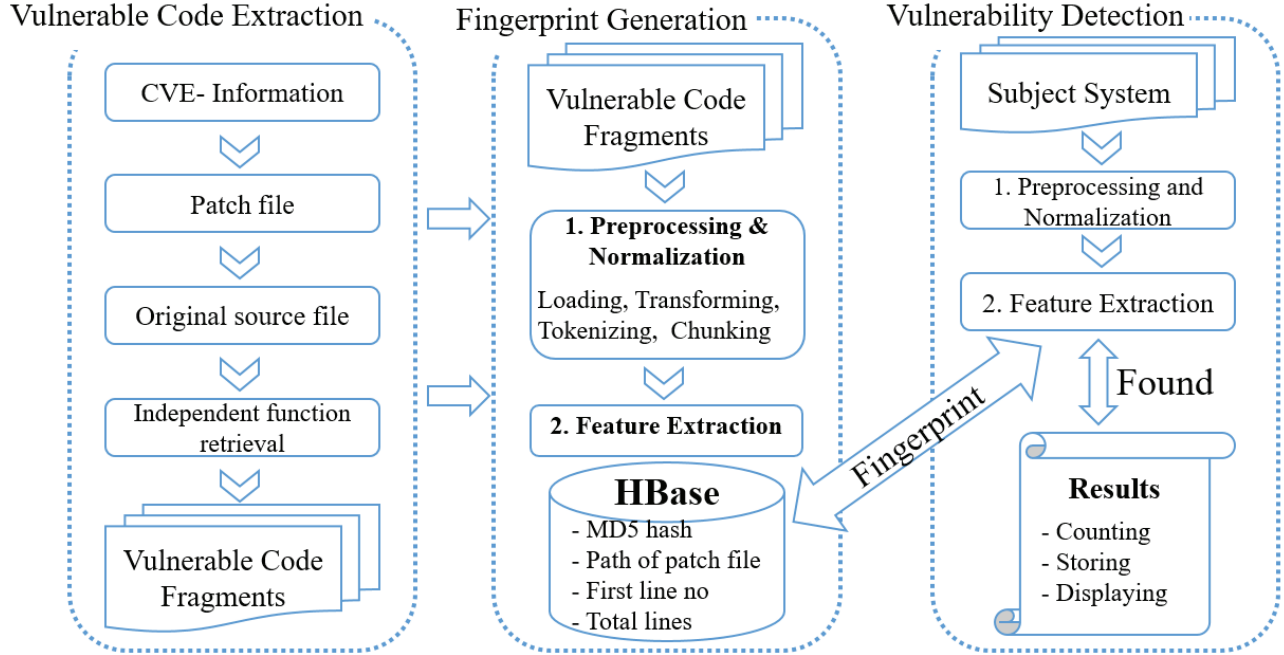 Vulnerable Code Extraction
CVE- Information
Patch file
Original source file
Independent function
retrieval
Vulnerable Code
Fragments
Fingerprint Generation
Vulnerable Code
Fragments
1. Preprocessing &
Normalization
Loading, Transforming,
Tokenizing, Chunking
2. Feature Extraction
HBase
- MD5 hash
- Path of patch file
- First line no
- Total lines
Fingerprint
Vulnerability Detection
Subject System
1. Preprocessing and
Normalization
2. Feature Extraction
Found
Results
- Counting
- Storing
- Displaying